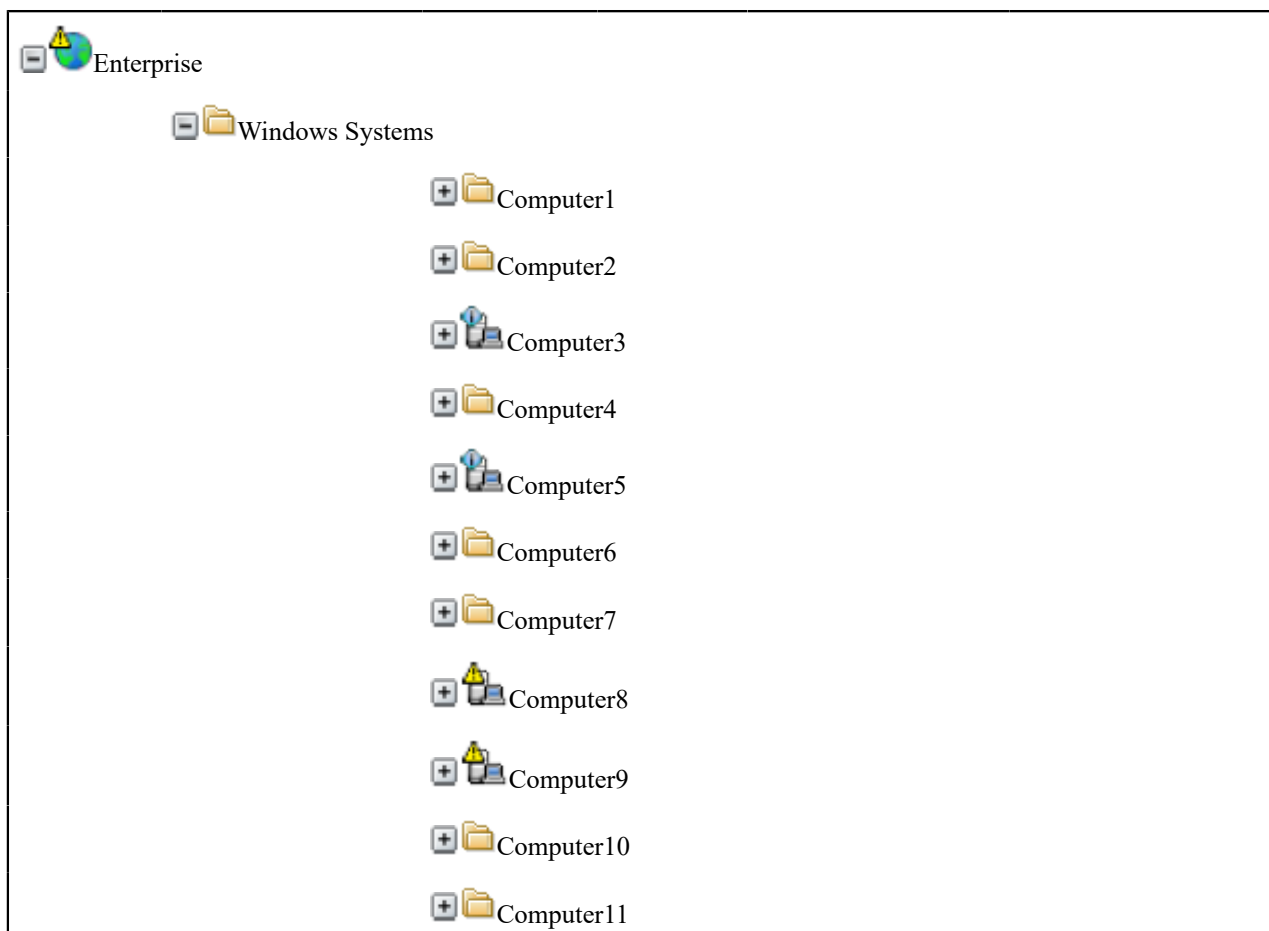 Enterprise
Windows Systems
Computer1
Computer2
Computer3
Computer4
Computer5
Computer6
Computer7
Computer8
Computer9
Computer10
Computer11